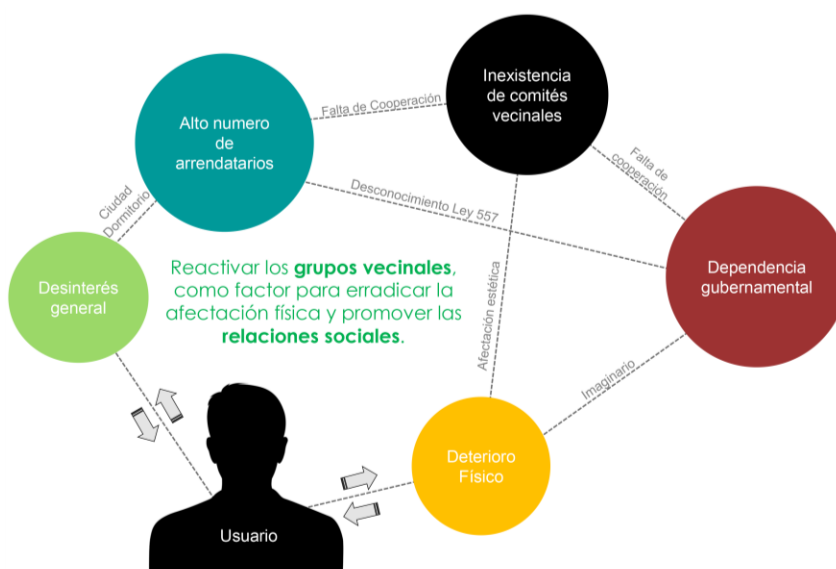 Inexistencia
de comités
vecinales
Alto numero
de
arrendatarios
Falta de Cooperación
Falta de
cooperación
Desconocimiento Ley 557
Ciudad
Dormitorio
Desinterés
general
Reactivar los grupos vecinales,
como factor para erradicar la
afectación física y promover las
relaciones sociales.
Dependencia
gubernamental
Afectación estética
Imaginario
Deterioro
Físico
Usuario